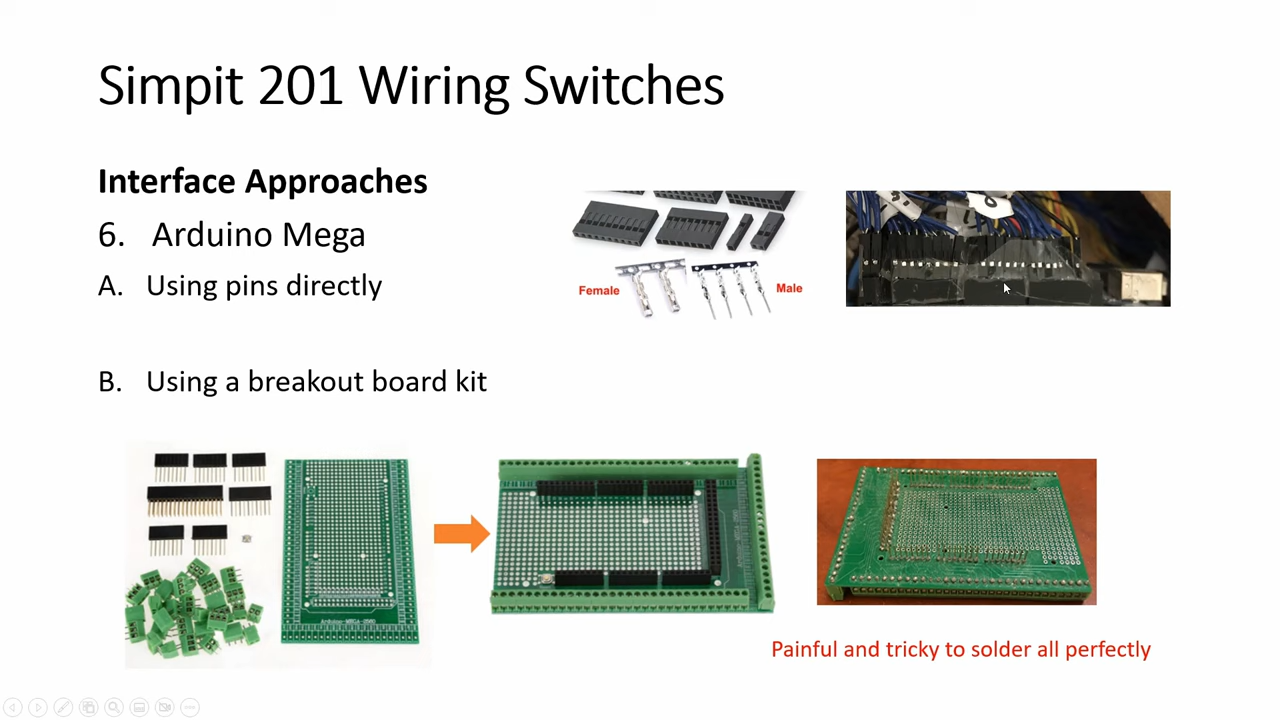 Simpit 201 Wiring Switches
Interface Approaches
6. Arduino Mega
A. Using pins directly
Female
Male
B. Using a breakout board kit
Painful and tricky to solder all perfectly